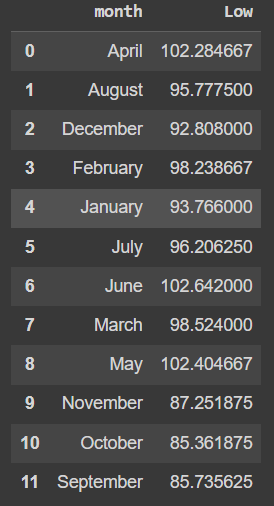 month Low
0 April 102.284667
1 August 95.777500
2 December 92.808000
3 February 98.238667
4 January 93.766000
5 July 96.206250
6 June 102.642000
7 March 98.524000
8 May 102.404667
9 November 87.251875
10 October 85.361875
11 September 85.735625